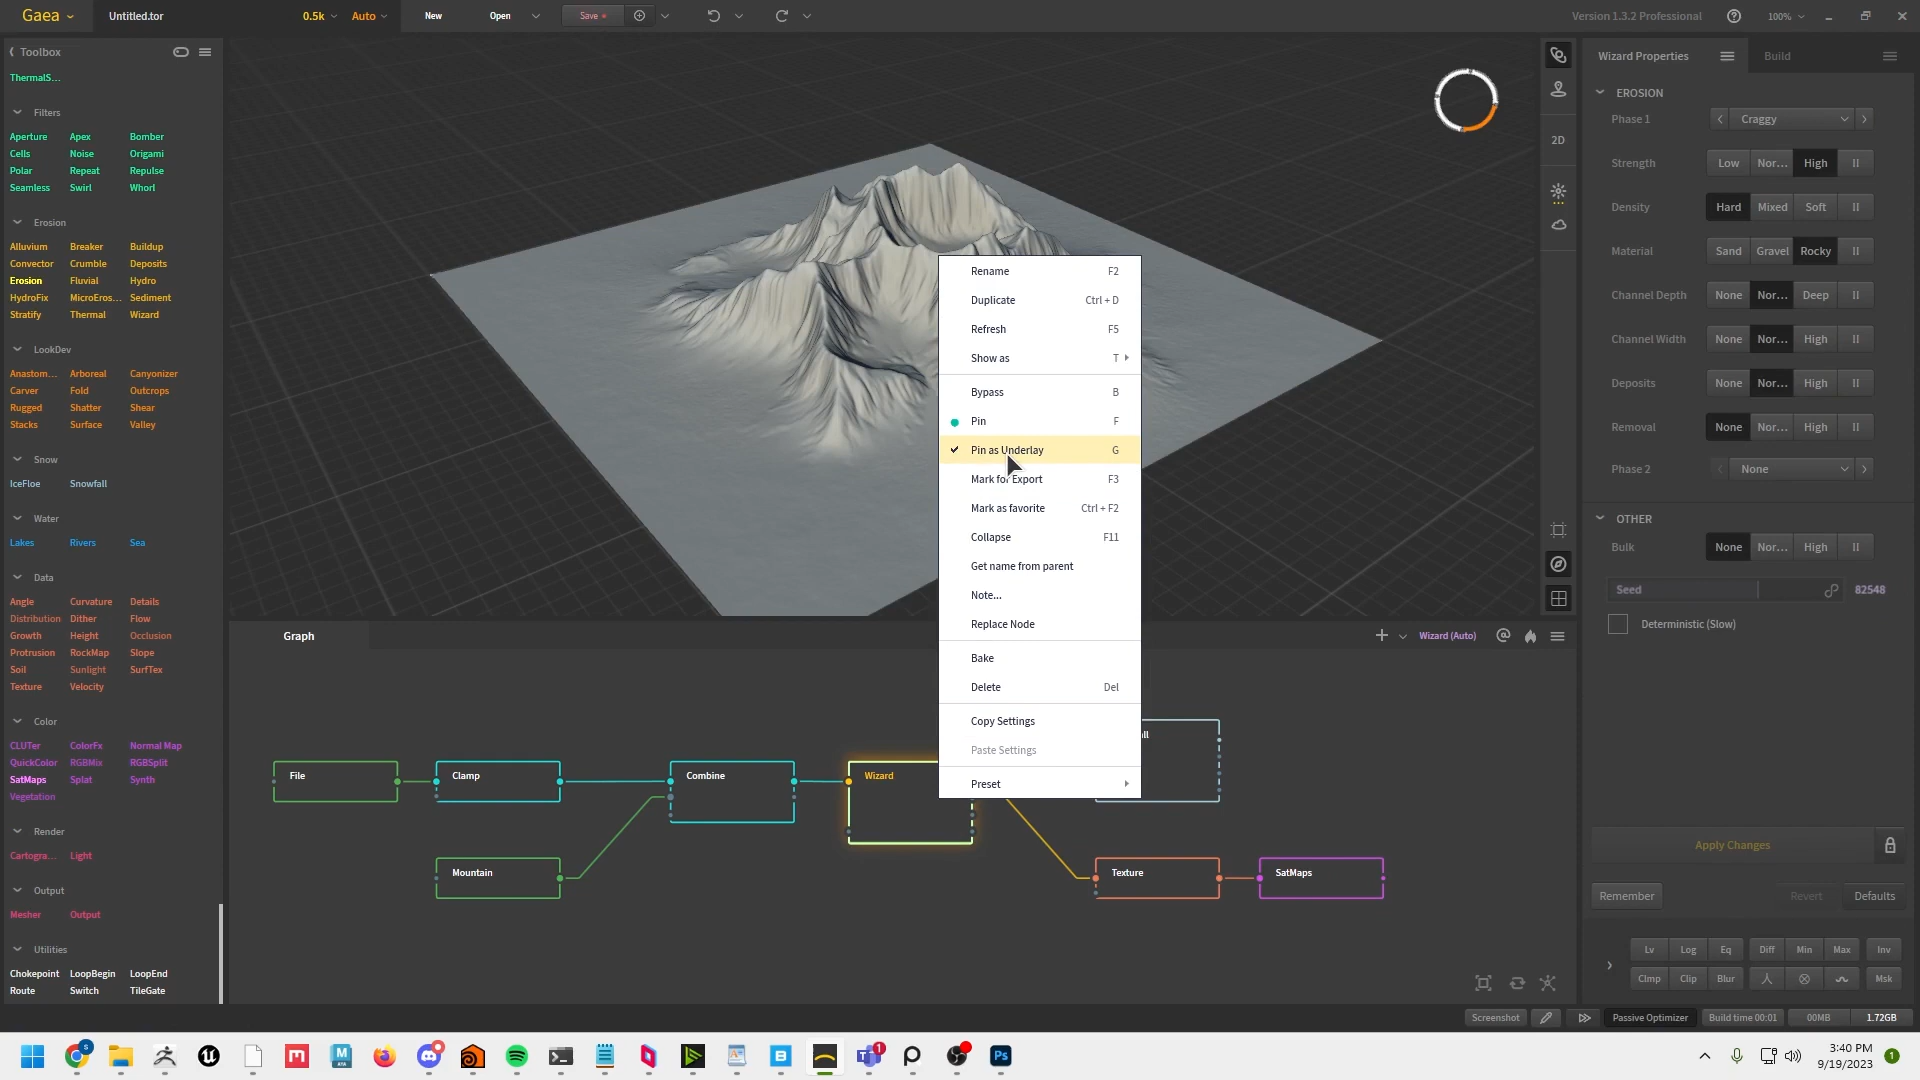 Gaea
Untitled.tor
0.5k
Auto
New
Open
Save
Version 1.3.2 Professional
100%
Toolbox
ThermalS...
Filters
Aperture Apex Bomber
Cells Noise Origami
Polar Repeat Repulse
Seamless Swirl Whorl
Erosion
Alluvium Breaker Buildup
Convector Crumble Deposits
Erosion Fluvial Hydro
HydroFix MicroEros... Sediment
Stratify Thermal Wizard
LookDev
Anastom... Arboreal Canyonizer
Carver Fold Outcrops
Rugged Shatter Shear
Stacks Surface Valley
Snow
IceFloe Snowfall
Water
Lakes Rivers Sea
Data
Angle Curvature Details
Distribution Dither Flow
Growth Height Occlusion
Protrusion RockMap Slope
Soil Sunlight SurfTex
Texture Velocity
Color
CLUTer ColorFx Normal Map
QuickColor RGBMix RGBSplit
SatMaps Splat Synth
Vegetation
Render
Cartogra... Light
Output
Mesher Output
Utilities
Chokepoint LoopBegin LoopEnd
Route Switch TileGate
2D
Rename F2
Duplicate Ctrl + D
Refresh F5
Show as T
Bypass B
Pin F
Pin as Underlay G
Mark for Export F3
Mark as favorite Ctrl + F2
Collapse F11
Get name from parent
Note...
Replace Node
Bake
Delete Del
Copy Settings
Paste Settings
Preset
Graph
Wizard (Auto)
File
Clamp
Combine
Wizard
ll
Mountain
Texture
SatMaps
Wizard Properties
Build
EROSION
Phase 1 Craggy
Strength Low Nor... High
Density Hard Mixed Soft
Material Sand Gravel Rocky
Channel Depth None Nor... Deep
Channel Width None Nor... High
Deposits None Nor... High
Removal None Nor... High
Phase 2 None
OTHER
Bulk None Nor... High
Seed 82548
Deterministic (Slow)
Apply Changes
Remember Revert Defaults
Lv Log Eq Diff Min Max Inv
Clmp Clip Blur Msk
Screenshot
Passive Optimizer
Build time 00:01
00MB
1.72GB
S
M
M
B
1
P
Ps
3:40 PM
9/19/2023
1